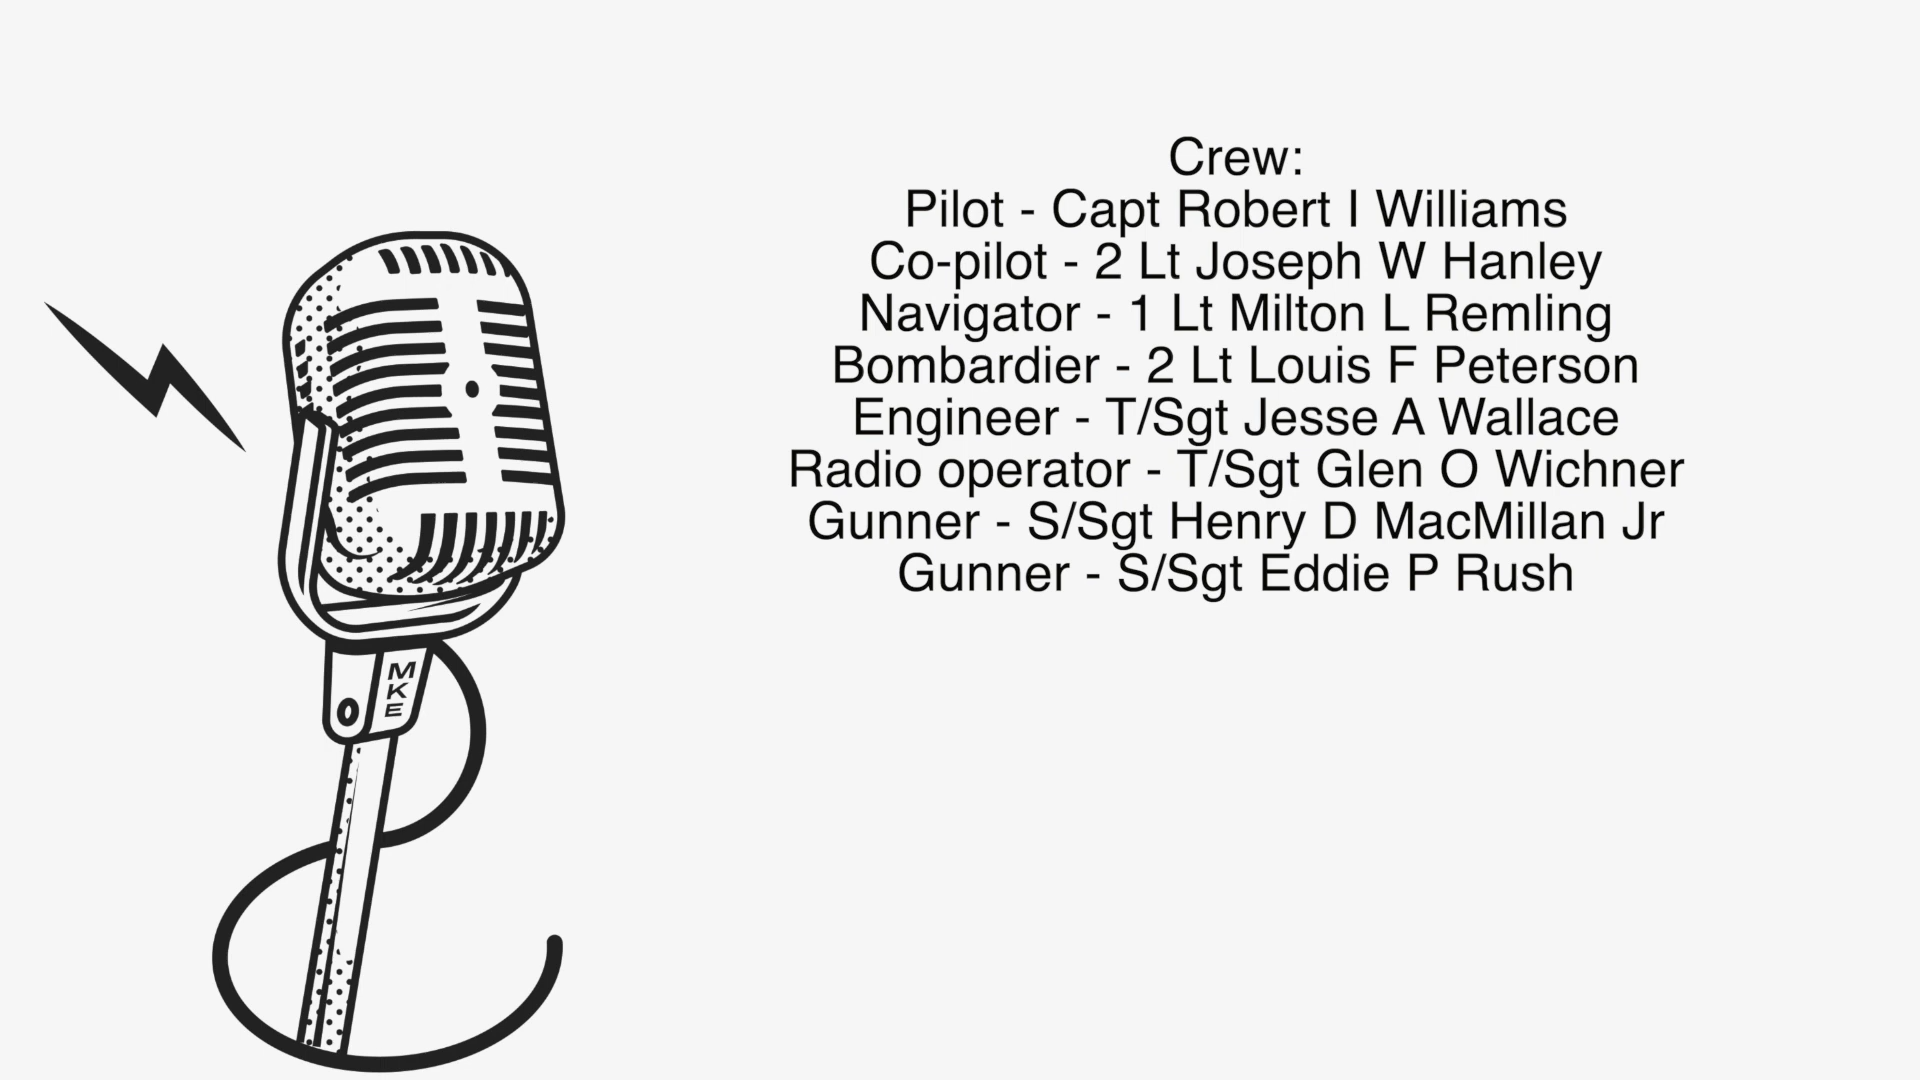 Crew:
Pilot - Capt Robert I Williams
Co-pilot - 2 Lt Joseph W Hanley
Navigator - 1 Lt Milton L Remling
Bombardier - 2 Lt Louis F Peterson
Engineer - T/Sgt Jesse A Wallace
Radio operator - T/Sgt Glen O Wichner
Gunner - S/Sgt Henry D MacMillan Jr
Gunner - S/Sgt Eddie P Rush
MKE